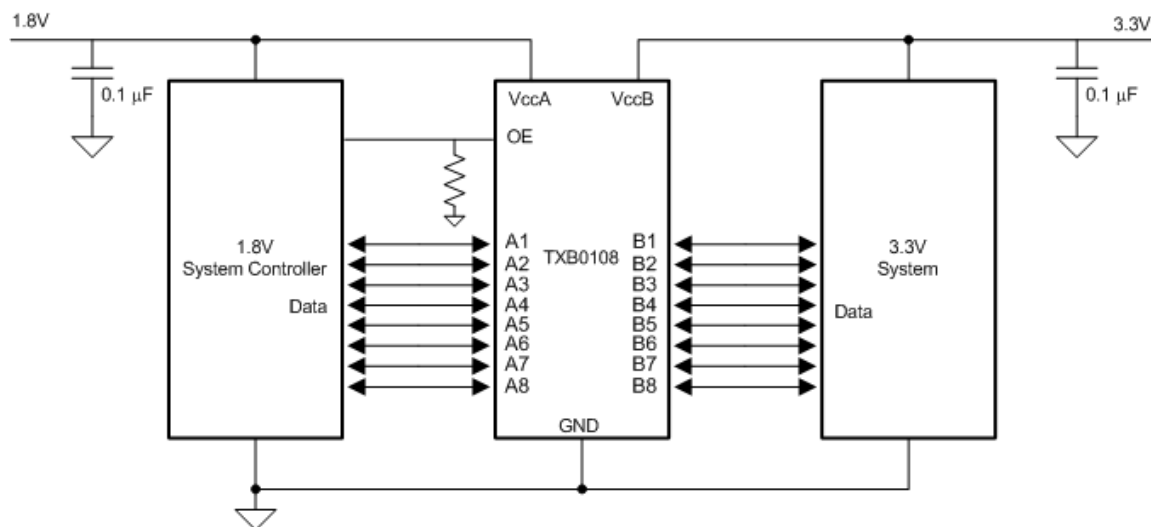 1.8V
3.3V
0.1 μF
VccA VccB
0.1 μF
OE
1.8V
System Controller
Data
A1
A2
A3
A4
A5
A6
A7
A8
TXB0108
B1
B2
B3
B4
B5
B6
B7
B8
GND
3.3V
System
Data